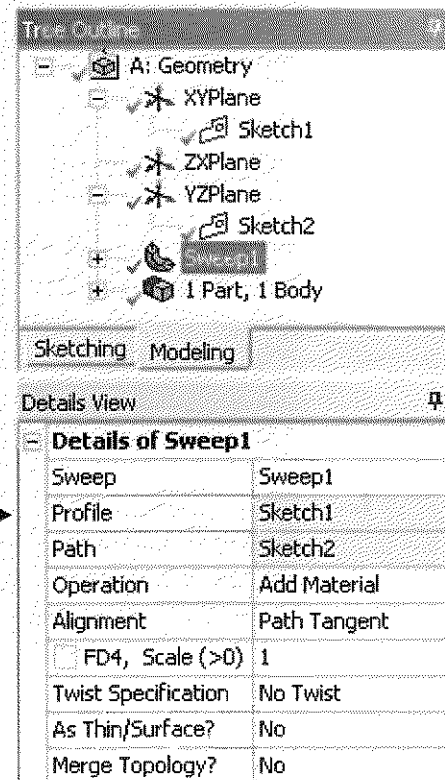 Tree Outline
A: Geometry
XYPlane
Sketch1
ZXPlane
YZPlane
Sketch2
Sweep1
1 Part, 1 Body
Sketching Modeling
Details View
Details of Sweep1
Sweep Sweep1
Profile Sketch1
Path Sketch2
Operation Add Material
Alignment Path Tangent
FD4, Scale (>0) 1
Twist Specification No Twist
As Thin/Surface? No
Merge Topology? No